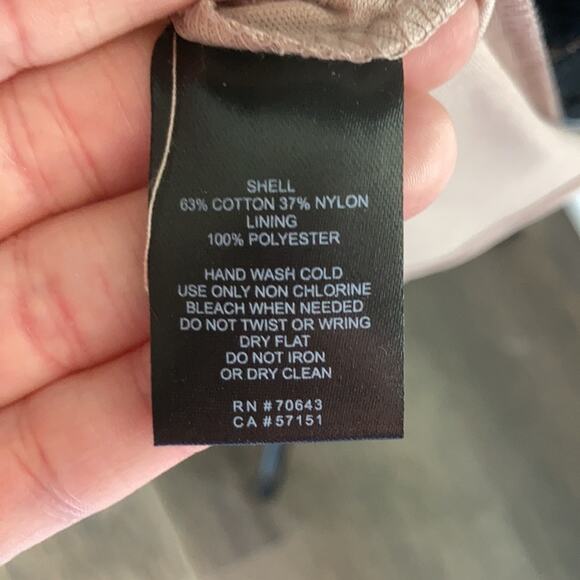 SHELL
63% COTTON 37% NYLON
LINING
100% POLYESTER
HAND WASH COLD
USE ONLY NON CHLORINE
BLEACH WHEN NEEDED
DO NOT TWIST OR WRING
DRY FLAT
DO NOT IRON
OR DRY CLEAN
RN #70643
CA #57151